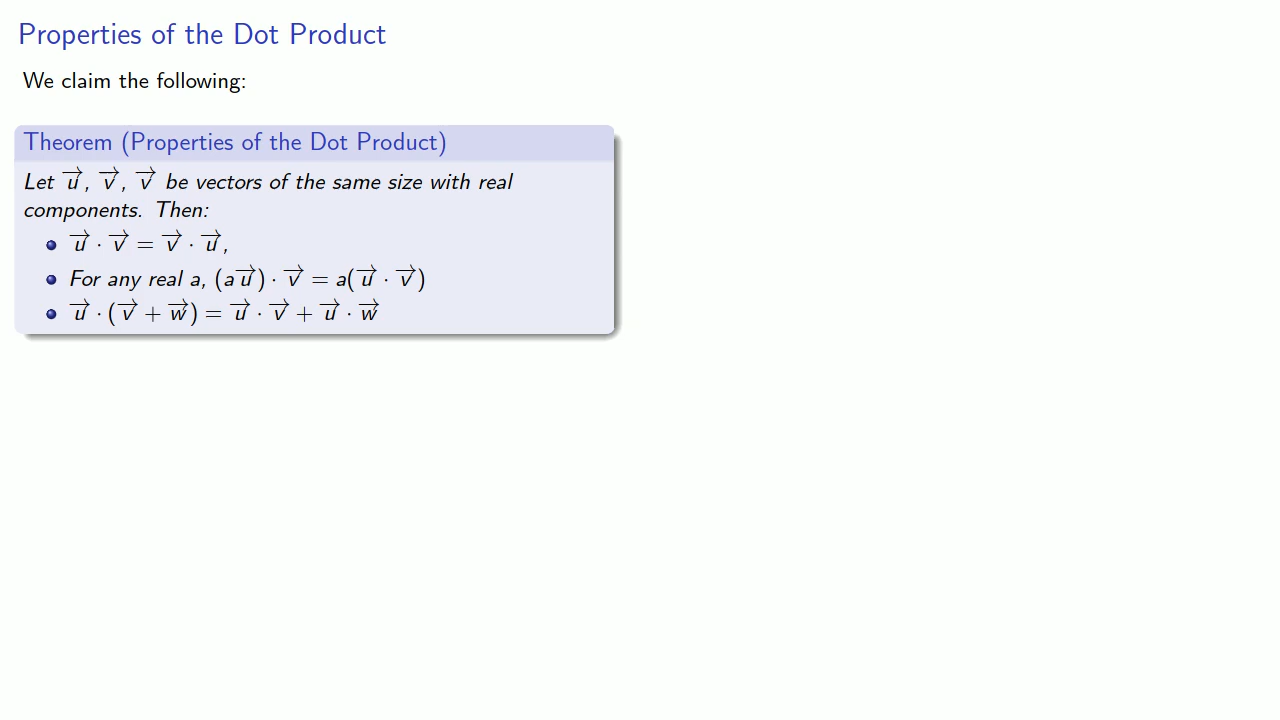 Properties of the Dot Product
We claim the following:
Theorem (Properties of the Dot Product)
Let u⃗, v⃗, v⃗ be vectors of the same size with real
components. Then:
• u⃗ · v⃗ = v⃗ · u⃗,
• For any real a, (au⃗) · v⃗ = a(u⃗ · v⃗)
• u⃗ · (v⃗ + w⃗) = u⃗ · v⃗ + u⃗ · w⃗